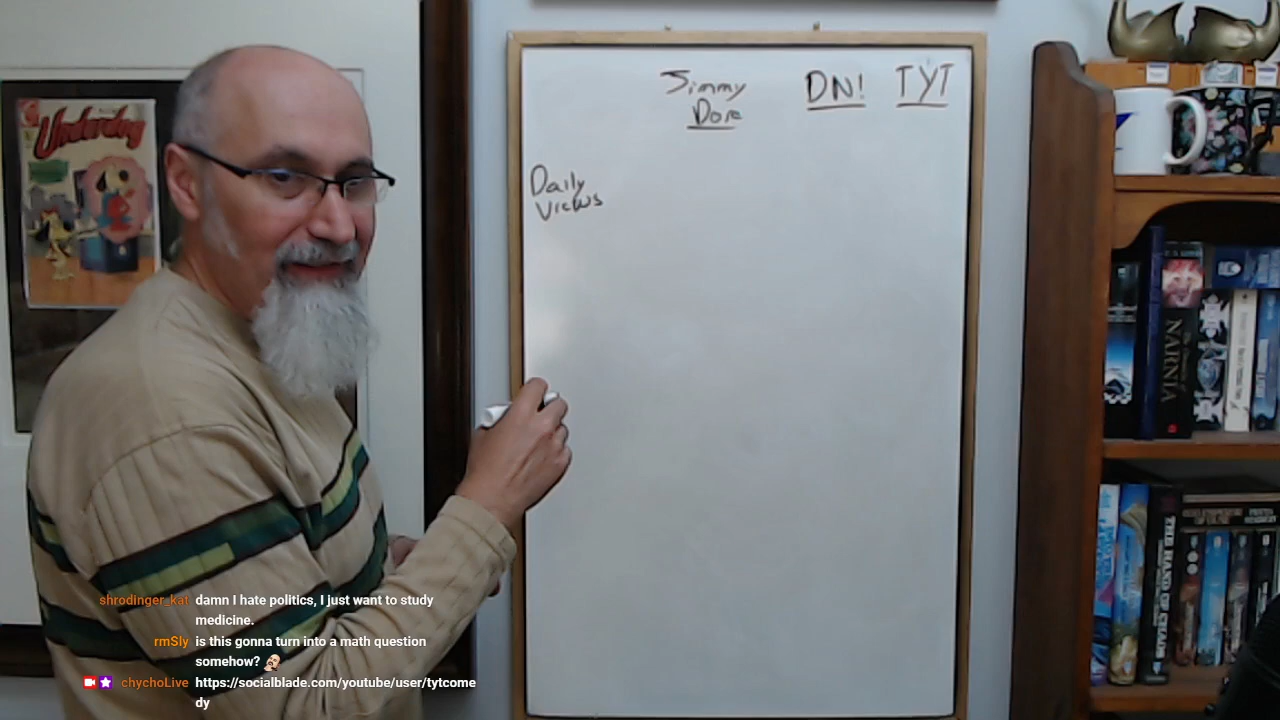 Underdog
Jimmy
Dore
DN!
TYT
Daily
Views
NARNIA
THE HAND OF CHAOS
shrodinger_kat damn I hate politics, I just want to study
medicine.
rmSly is this gonna turn into a math question
somehow?
chychoLive https://socialblade.com/youtube/user/tytcome
dy